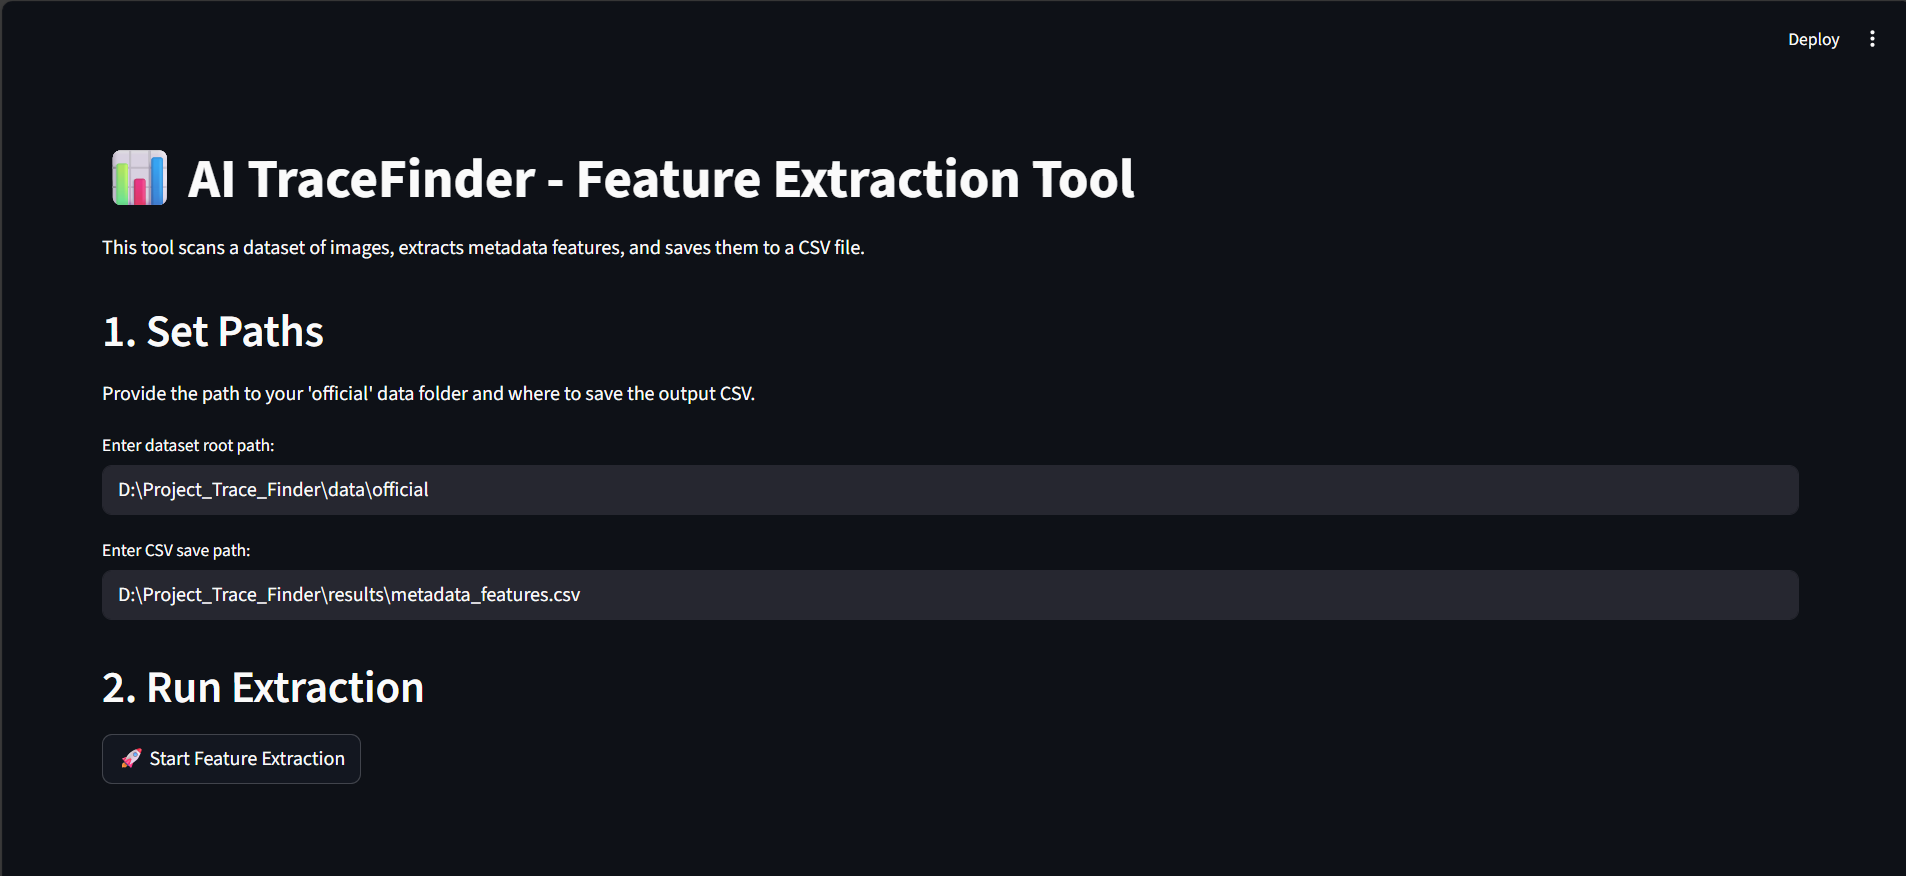 Deploy
AI TraceFinder - Feature Extraction Tool
This tool scans a dataset of images, extracts metadata features, and saves them to a CSV file.
1. Set Paths
Provide the path to your 'official' data folder and where to save the output CSV.
Enter dataset root path:
D:\Project_Trace_Finder\data\official
Enter CSV save path:
D:\Project_Trace_Finder\results\metadata_features.csv
2. Run Extraction
🚀 Start Feature Extraction